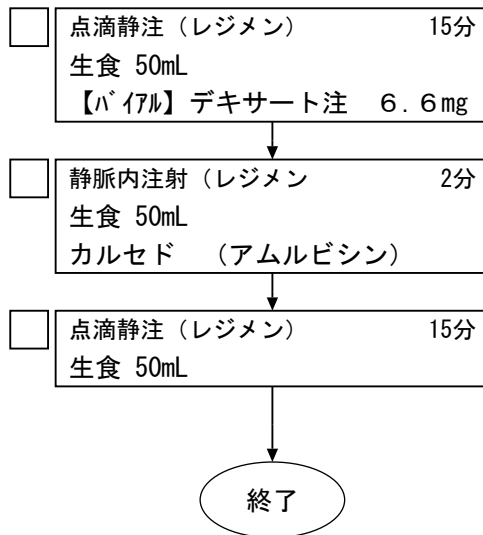 点滴静注（レジメン） 15分
生食 50mL
【ﾊﾞｲｱﾙ】デキサート注 ６.６mg
静脈内注射（レジメン 2分
生食 50mL
カルセド （アムルビシン）
点滴静注（レジメン） 15分
生食 50mL
終了